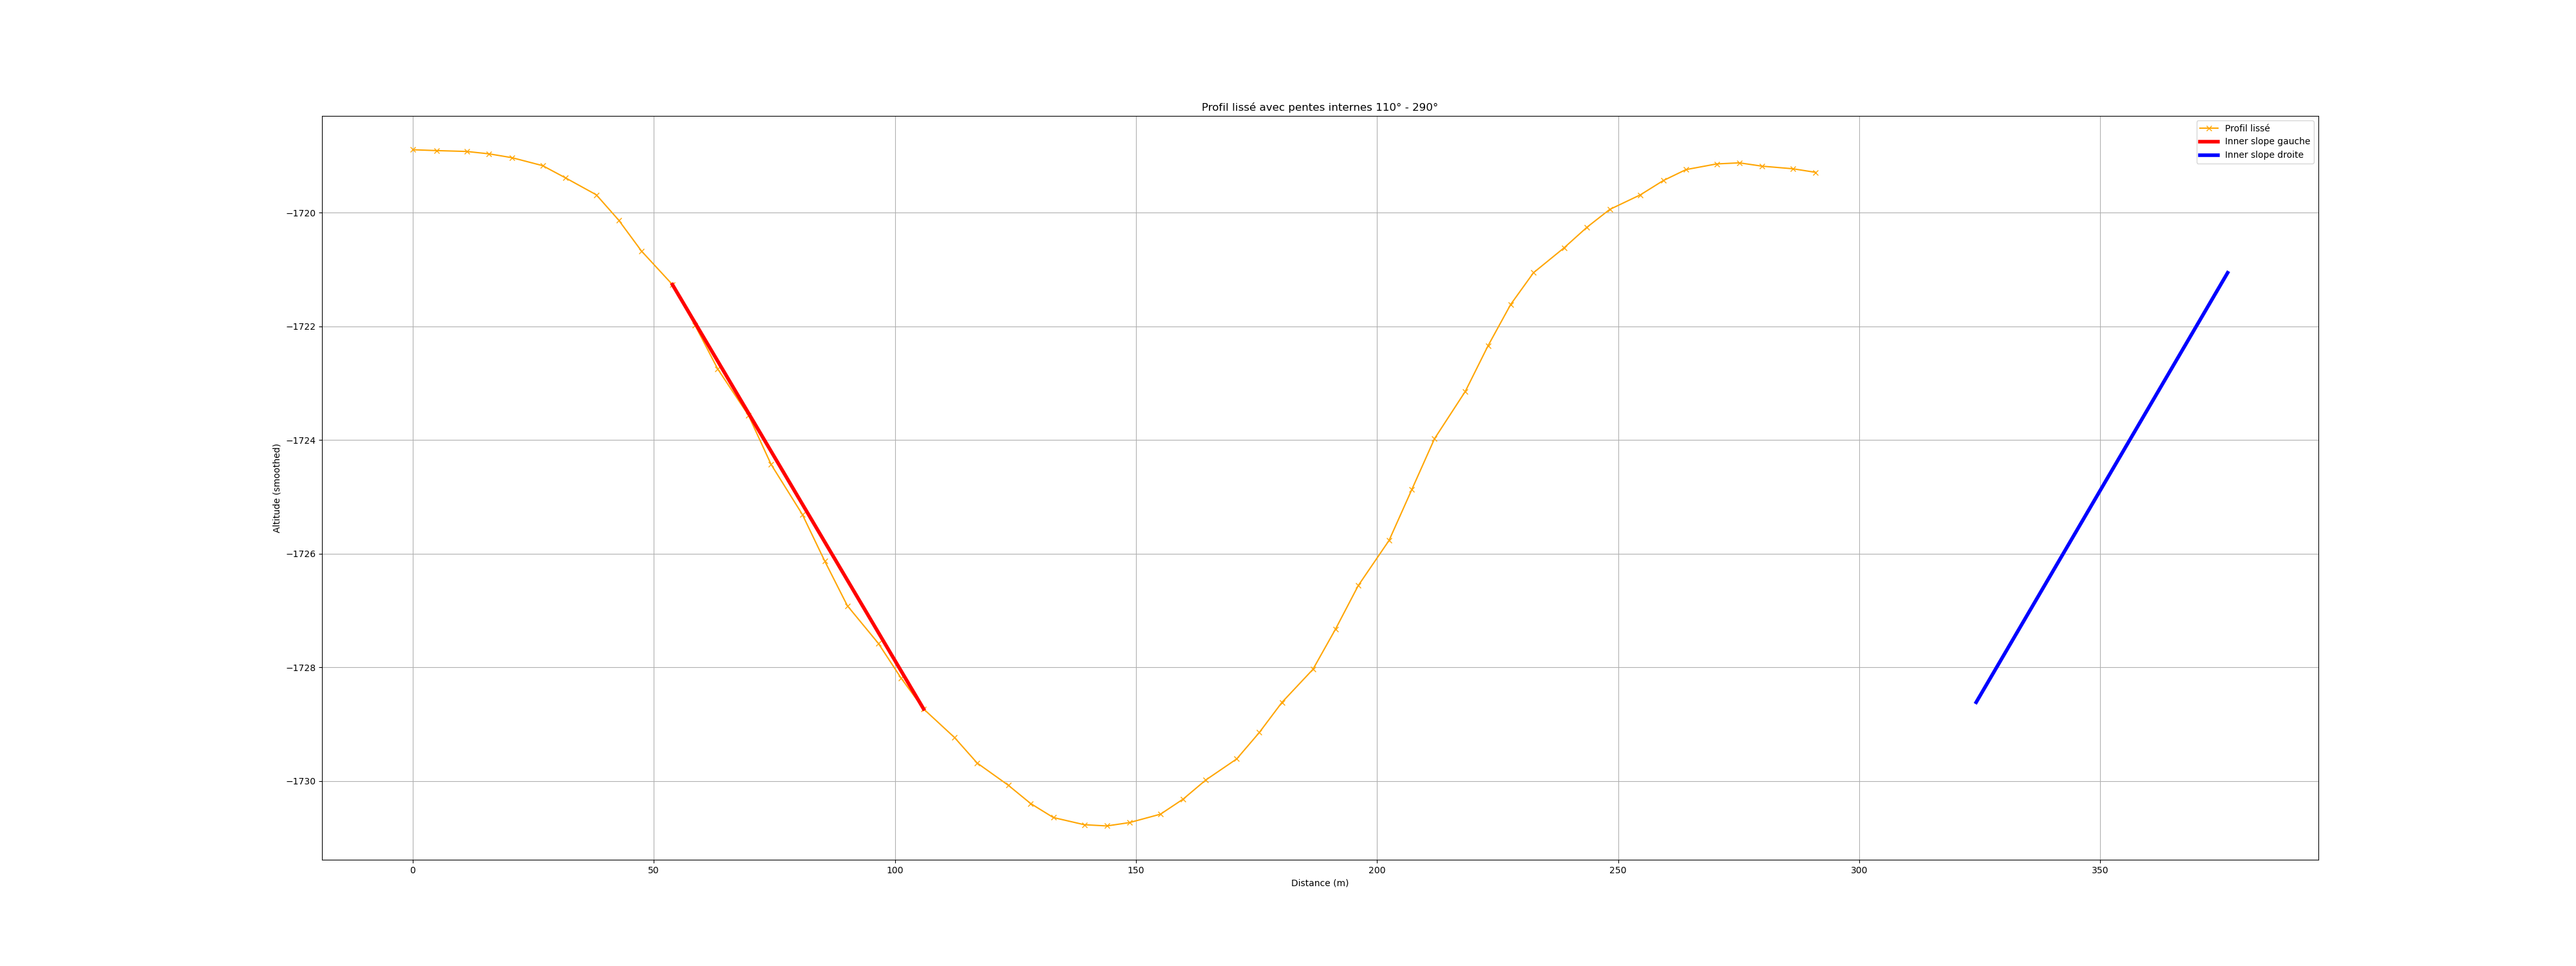 Profil lissé avec pentes internes 110° - 290°
Profil lissé
Inner slope gauche
Inner slope droite
Altitude (smoothed)
−1720
−1722
−1724
−1726
−1728
−1730
0 50 100 150 200 250 300 350
Distance (m)